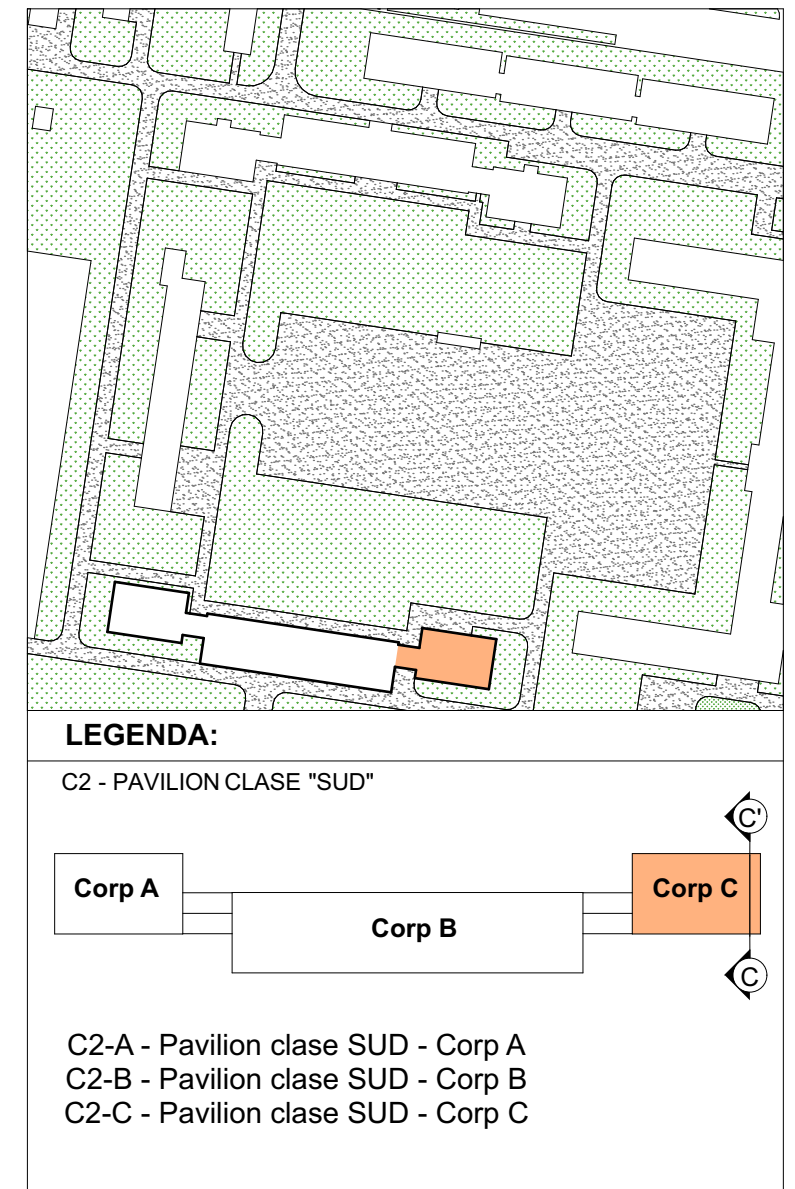 LEGENDA:
C2 - PAVILION CLASE "SUD"
C'
Corp A
Corp C
Corp B
C
C2-A - Pavilion clase SUD - Corp A
C2-B - Pavilion clase SUD - Corp B
C2-C - Pavilion clase SUD - Corp C